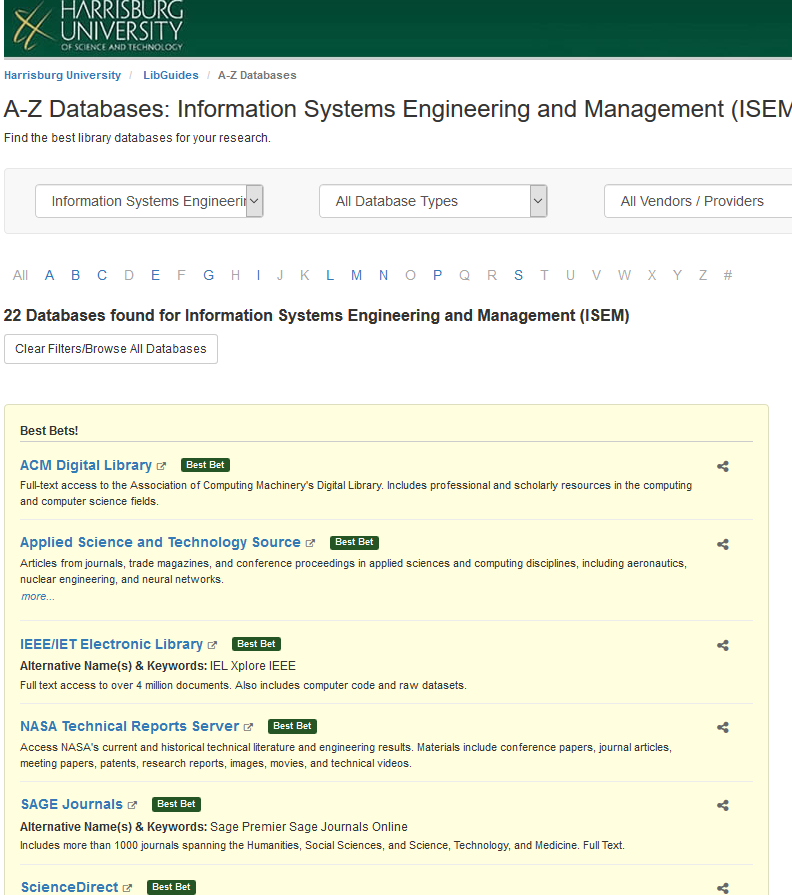 HARRISBURG
UNIVERSITY
OF SCIENCE AND TECHNOLOGY
Harrisburg University / LibGuides / A-Z Databases
A-Z Databases: Information Systems Engineering and Management (ISEM
Find the best library databases for your research.
Information Systems Engineerin All Database Types All Vendors / Providers
All A B C D E F G H I J K L M N O P Q R S T U V W X Y Z #
22 Databases found for Information Systems Engineering and Management (ISEM)
Clear Filters/Browse All Databases
Best Bets!
ACM Digital Library Best Bet
Full-text access to the Association of Computing Machinery's Digital Library. Includes professional and scholarly resources in the computing
and computer science fields.
Applied Science and Technology Source Best Bet
Articles from journals, trade magazines, and conference proceedings in applied sciences and computing disciplines, including aeronautics,
nuclear engineering, and neural networks.
more...
IEEE/IET Electronic Library Best Bet
Alternative Name(s) & Keywords: IEL Xplore IEEE
Full text access to over 4 million documents. Also includes computer code and raw datasets.
NASA Technical Reports Server Best Bet
Access NASA's current and historical technical literature and engineering results. Materials include conference papers, journal articles,
meeting papers, patents, research reports, images, movies, and technical videos.
SAGE Journals Best Bet
Alternative Name(s) & Keywords: Sage Premier Sage Journals Online
Includes more than 1000 journals spanning the Humanities, Social Sciences, and Science, Technology, and Medicine. Full Text.
ScienceDirect Best Bet